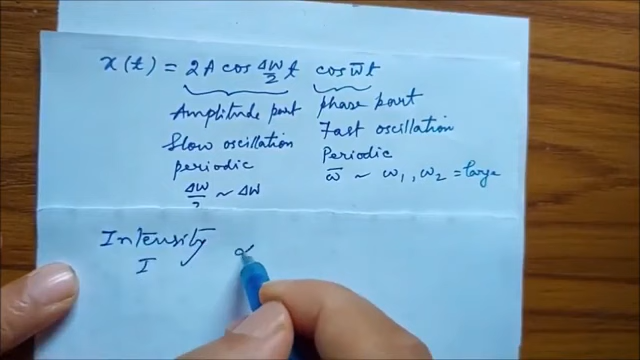 x(t) = 2A cos Δω/2 t cos ω̅t
Amplitude part phase part
Slow oscillation Fast oscillation
periodic Periodic
Δω/2 ~ Δω ω̅ ~ ω₁, ω₂ = large
Intensity ∝
I